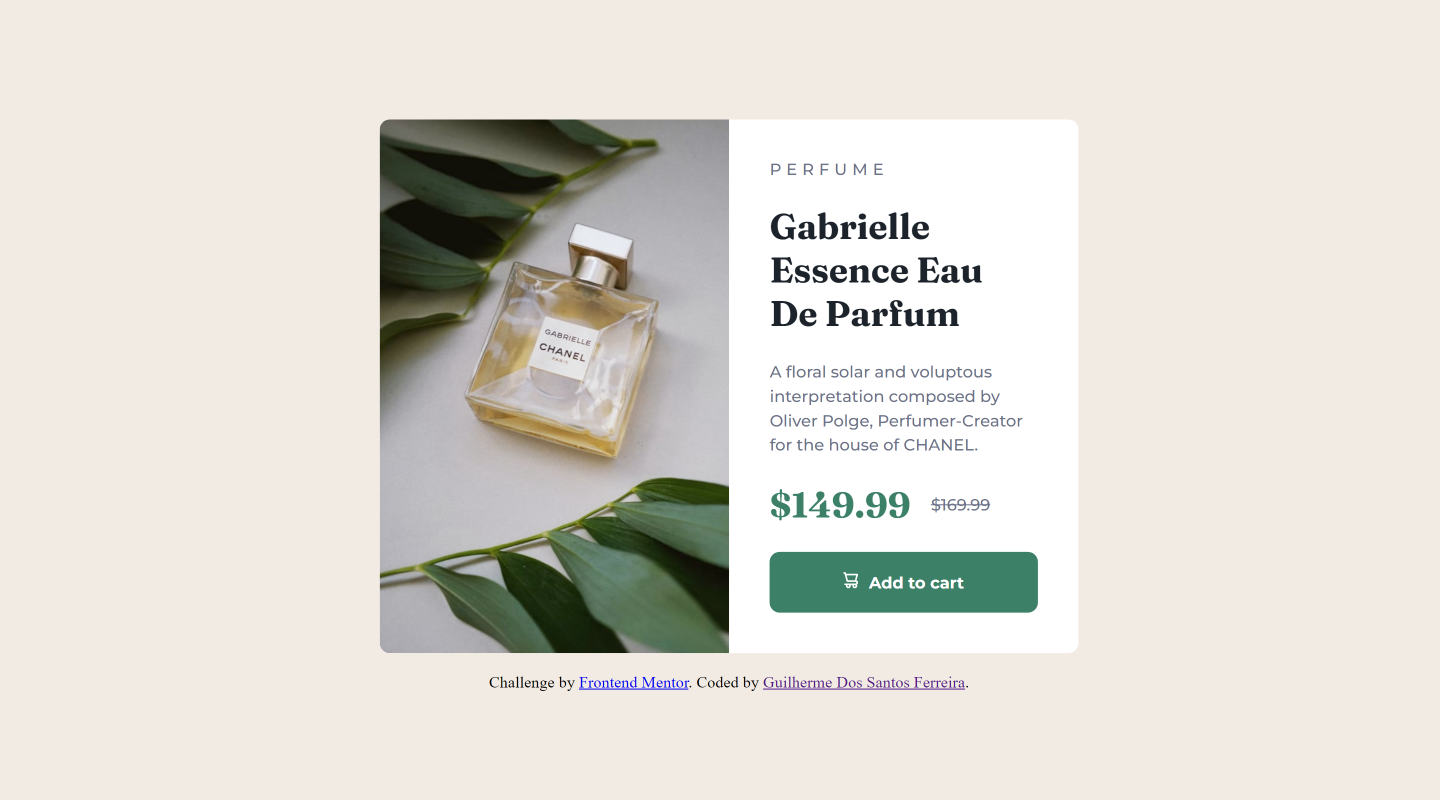 GABRIELLE
CHANEL
PARIS
PERFUME
Gabrielle
Essence Eau
De Parfum
A floral solar and voluptous
interpretation composed by
Oliver Polge, Perfumer-Creator
for the house of CHANEL.
$149.99 $169.99
Add to cart
Challenge by Frontend Mentor. Coded by Guilherme Dos Santos Ferreira.